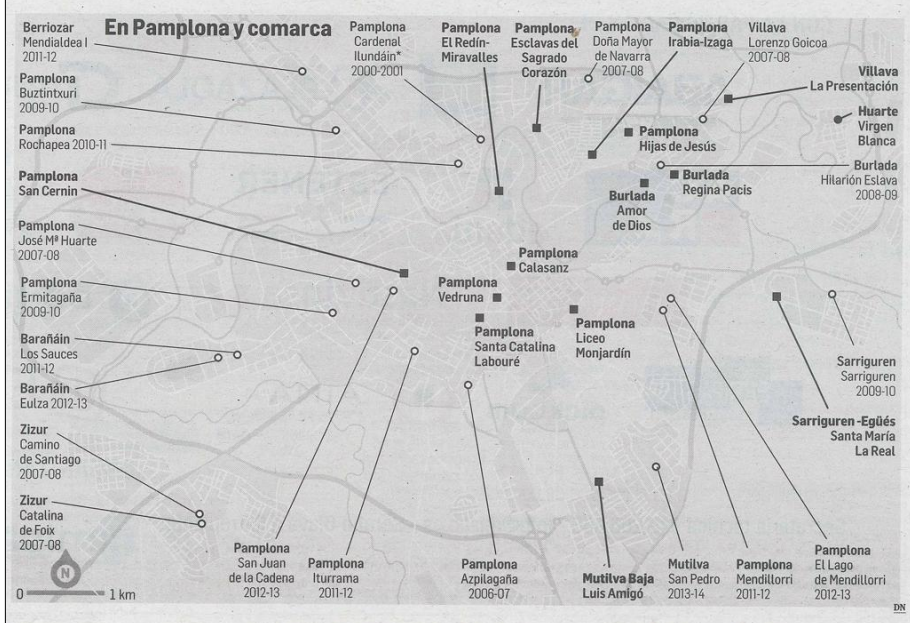 En Pamplona y comarca
Berriozar
Mendialdea I
2011-12
Pamplona
Buztintxuri
2009-10
Pamplona
Rochapea 2010-11
Pamplona
San Cernin
Pamplona
José Mª Huarte
2007-08
Pamplona
Ermitagaña
2009-10
Barañáin
Los Sauces
2011-12
Barañáin
Eulza 2012-13
Zizur
Camino
de Santiago
2007-08
Zizur
Catalina
de Foix
2007-08
Pamplona
Cardenal
Ilundáin*
2000-2001
Pamplona
El Redín-
Miravalles
Pamplona
Esclavas del
Sagrado
Corazón
Pamplona
Doña Mayor
de Navarra
2007-08
Pamplona
Irabia-Izaga
Villava
Lorenzo Goicoa
2007-08
Villava
La Presentación
Huarte
Virgen
Blanca
Pamplona
Hijas de Jesús
Burlada
Hilarión Eslava
2008-09
Burlada
Regina Pacis
Burlada
Amor
de Dios
Pamplona
Calasanz
Pamplona
Vedruna
Pamplona
Santa Catalina
Labouré
Pamplona
Liceo
Monjardín
Sarriguren
Sarriguren
2009-10
Sarriguren-Egüés
Santa María
La Real
Pamplona
San Juan
de la Cadena
2012-13
Pamplona
Iturrama
2011-12
Pamplona
Azpilagaña
2006-07
Mutilva Baja
Luis Amigó
Mutilva
San Pedro
2013-14
Pamplona
Mendillorri
2011-12
Pamplona
El Lago
de Mendillorri
2012-13
N
0 1 km
DN